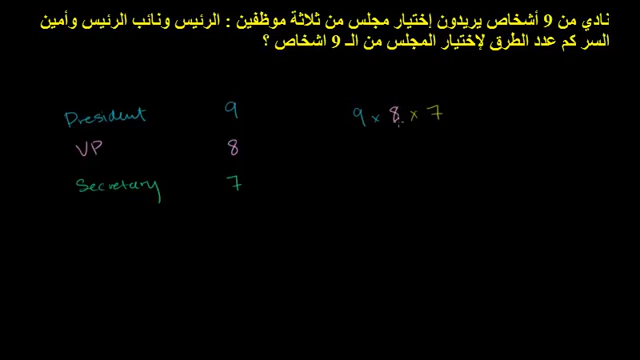 نادي من 9 أشخاص يريدون إختيار مجلس من ثلاثة موظفين : الرئيس ونائب الرئيس وأمين
السر كم عدد الطرق لإختيار المجلس من الـ 9 اشخاص ؟
President 9 9 × 8 × 7
VP 8
Secretary 7